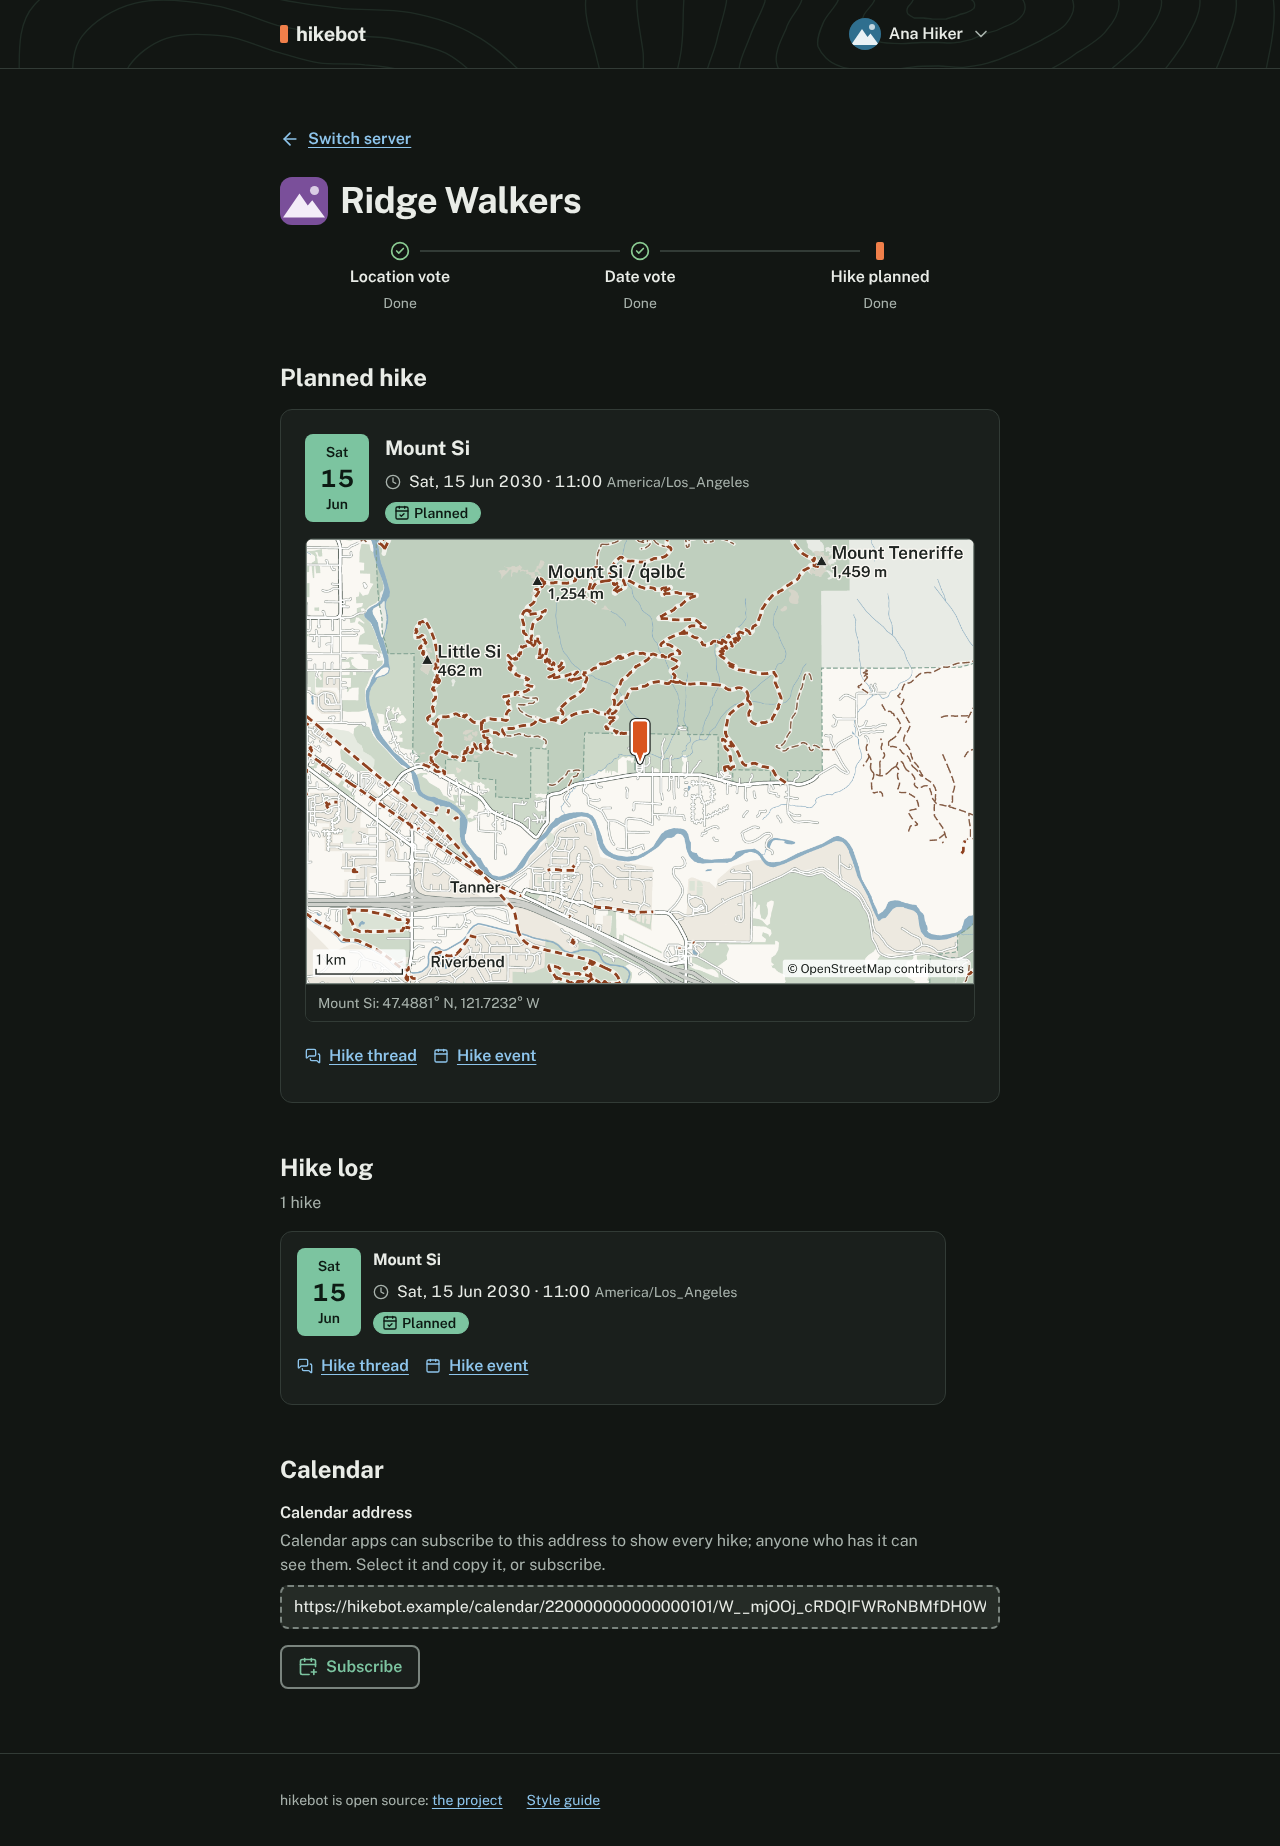 hikebot
Ana Hiker
Switch server
Ridge Walkers
Location vote
Done
Date vote
Done
Hike planned
Done
Planned hike
Sat
15
Jun
Mount Si
Sat, 15 Jun 2030 · 11:00 America/Los_Angeles
Planned
Mount Teneriffe
1,459 m
Mount Si / q̓əlbc̓
1,254 m
Little Si
462 m
Tanner
Riverbend
1 km
© OpenStreetMap contributors
Mount Si: 47.4881° N, 121.7232° W
Hike thread
Hike event
Hike log
1 hike
Sat
15
Jun
Mount Si
Sat, 15 Jun 2030 · 11:00 America/Los_Angeles
Planned
Hike thread
Hike event
Calendar
Calendar address
Calendar apps can subscribe to this address to show every hike; anyone who has it can
see them. Select it and copy it, or subscribe.
https://hikebot.example/calendar/220000000000000101/W__mjOOj_cRDQIFWRoNBMfDH0W
Subscribe
hikebot is open source: the project
Style guide